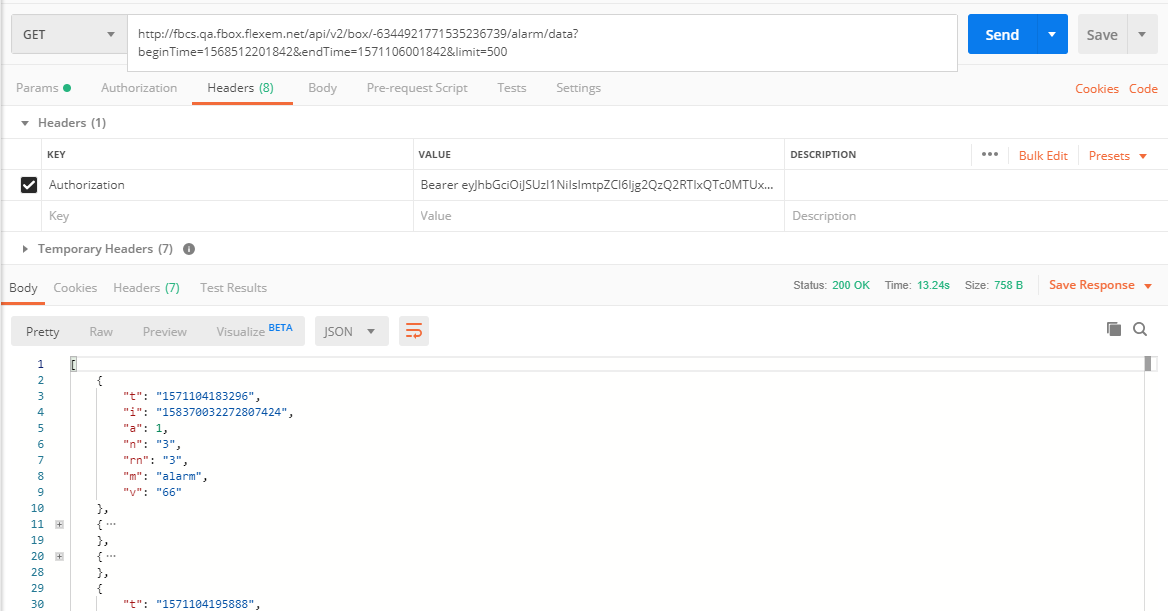 GET
http://fbcs.qa.fbox.flexem.net/api/v2/box/-6344921771535236739/alarm/data?
beginTime=1568512201842&endTime=1571106001842&limit=500
Send
Save
Params
Authorization
Headers (8)
Body
Pre-request Script
Tests
Settings
Cookies Code
Headers (1)
KEY VALUE DESCRIPTION ••• Bulk Edit Presets
Authorization Bearer eyJhbGciOiJSUzI1NiIsImtpZCI6Ijg2QzQ2RTIxQTc0MTUx...
Key Value Description
Temporary Headers (7) i
Body Cookies Headers (7) Test Results Status: 200 OK Time: 13.24s Size: 758 B Save Response
Pretty Raw Preview Visualize BETA JSON
1 [
2 {
3 "t": "1571104183296",
4 "i": "158370032272807424",
5 "a": 1,
6 "n": "3",
7 "rn": "3",
8 "m": "alarm",
9 "v": "66"
10 },
11 + { ···
19 },
20 + { ···
28 },
29 {
30 "t": "1571104195888",